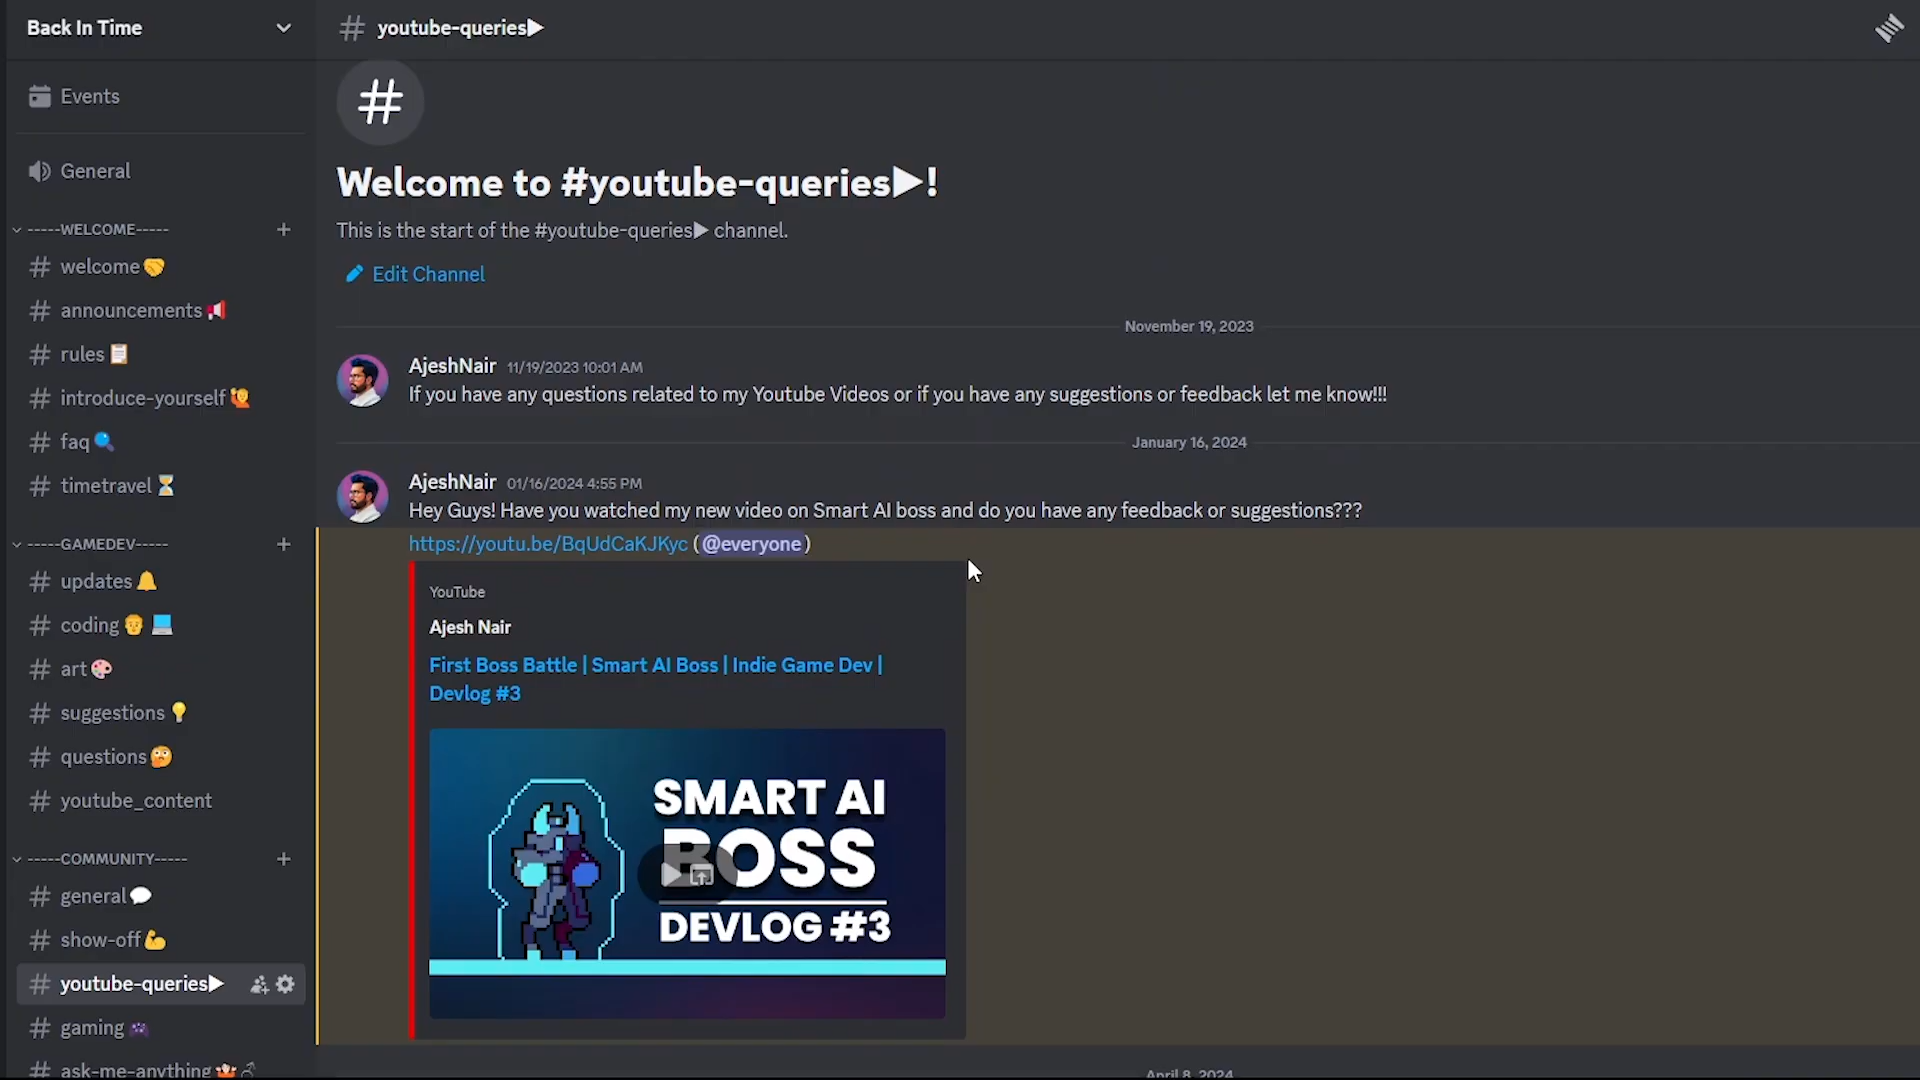 Back In Time
Events
General
-----WELCOME-----
# welcome🤝
# announcements📢
# rules📋
# introduce-yourself🙋
# faq🔍
# timetravel⏳
-----GAMEDEV-----
# updates🔔
# coding👨‍💻
# art🎨
# suggestions💡
# questions🤔
# youtube_content
-----COMMUNITY-----
# general💬
# show-off💪
# youtube-queries▶
# gaming🎮
# ask-me-anything🤷♂
# youtube-queries▶
#
Welcome to #youtube-queries▶!
This is the start of the #youtube-queries▶ channel.
Edit Channel
November 19, 2023
AjeshNair 11/19/2023 10:01 AM
If you have any questions related to my Youtube Videos or if you have any suggestions or feedback let me know!!!
January 16, 2024
AjeshNair 01/16/2024 4:55 PM
Hey Guys! Have you watched my new video on Smart AI boss and do you have any feedback or suggestions???
https://youtu.be/BqUdCaKJKyc (@everyone)
YouTube
Ajesh Nair
First Boss Battle | Smart AI Boss | Indie Game Dev |
Devlog #3
SMART AI
BOSS
DEVLOG #3
April 8, 2024